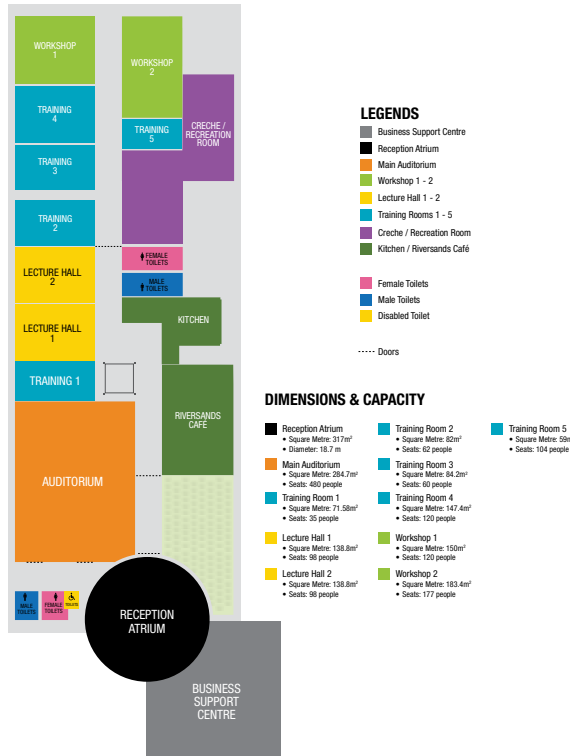 WORKSHOP
1
WORKSHOP
2
TRAINING
4
TRAINING
5
CRECHE /
RECREATION
ROOM
TRAINING
3
TRAINING
2
FEMALE
TOILETS
MALE
TOILETS
LECTURE HALL
2
KITCHEN
LECTURE HALL
1
TRAINING 1
RIVERSANDS
CAFÉ
AUDITORIUM
MALE
TOILETS
FEMALE
TOILETS
TOILETS
RECEPTION
ATRIUM
BUSINESS
SUPPORT
CENTRE
LEGENDS
Business Support Centre
Reception Atrium
Main Auditorium
Workshop 1 - 2
Lecture Hall 1 - 2
Training Rooms 1 - 5
Creche / Recreation Room
Kitchen / Riversands Café
Female Toilets
Male Toilets
Disabled Toilet
Doors
DIMENSIONS & CAPACITY
Reception Atrium
• Square Metre: 317m²
• Diameter: 18.7 m
Main Auditorium
• Square Metre: 284.7m²
• Seats: 480 people
Training Room 1
• Square Metre: 71.58m²
• Seats: 35 people
Lecture Hall 1
• Square Metre: 138.8m²
• Seats: 98 people
Lecture Hall 2
• Square Metre: 138.8m²
• Seats: 98 people
Training Room 2
• Square Metre: 82m²
• Seats: 62 people
Training Room 3
• Square Metre: 84.2m²
• Seats: 60 people
Training Room 4
• Square Metre: 147.4m²
• Seats: 120 people
Workshop 1
• Square Metre: 150m²
• Seats: 120 people
Workshop 2
• Square Metre: 183.4m²
• Seats: 177 people
Training Room 5
• Square Metre: 59m
• Seats: 104 people